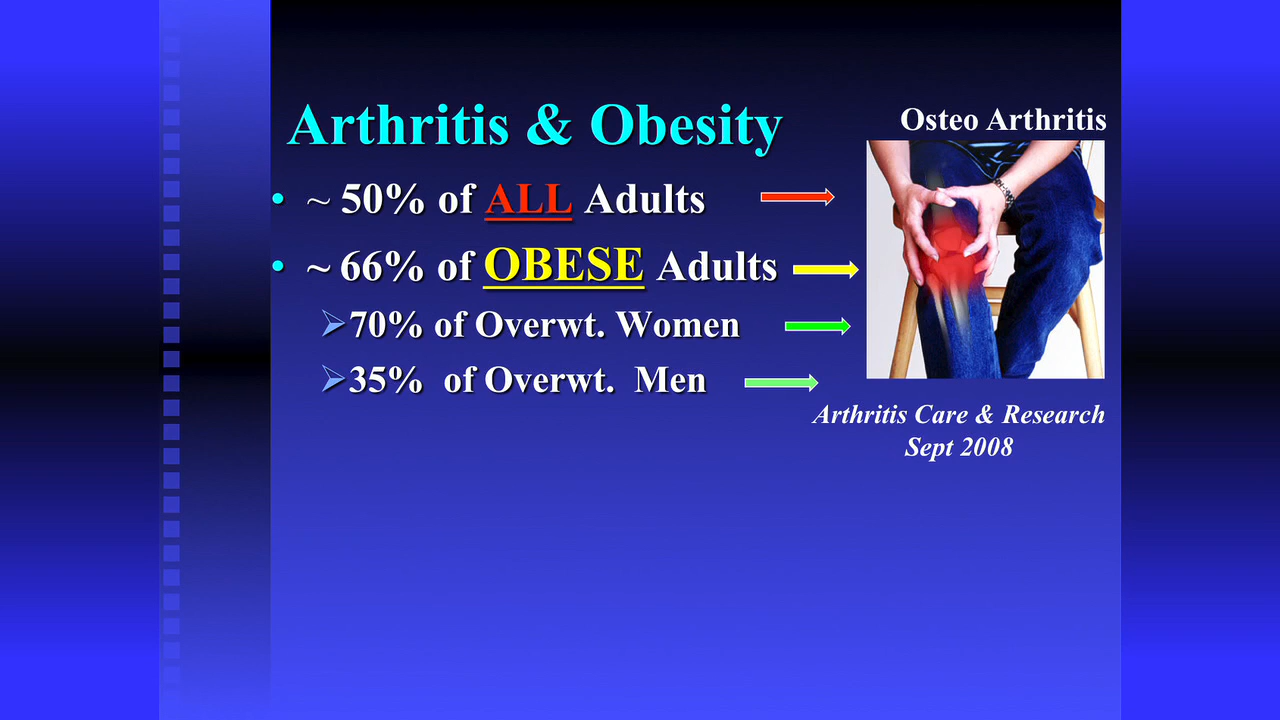 Arthritis & Obesity
Osteo Arthritis
• ~ 50% of ALL Adults
• ~ 66% of OBESE Adults
➢70% of Overwt. Women
➢35% of Overwt. Men
Arthritis Care & Research
Sept 2008